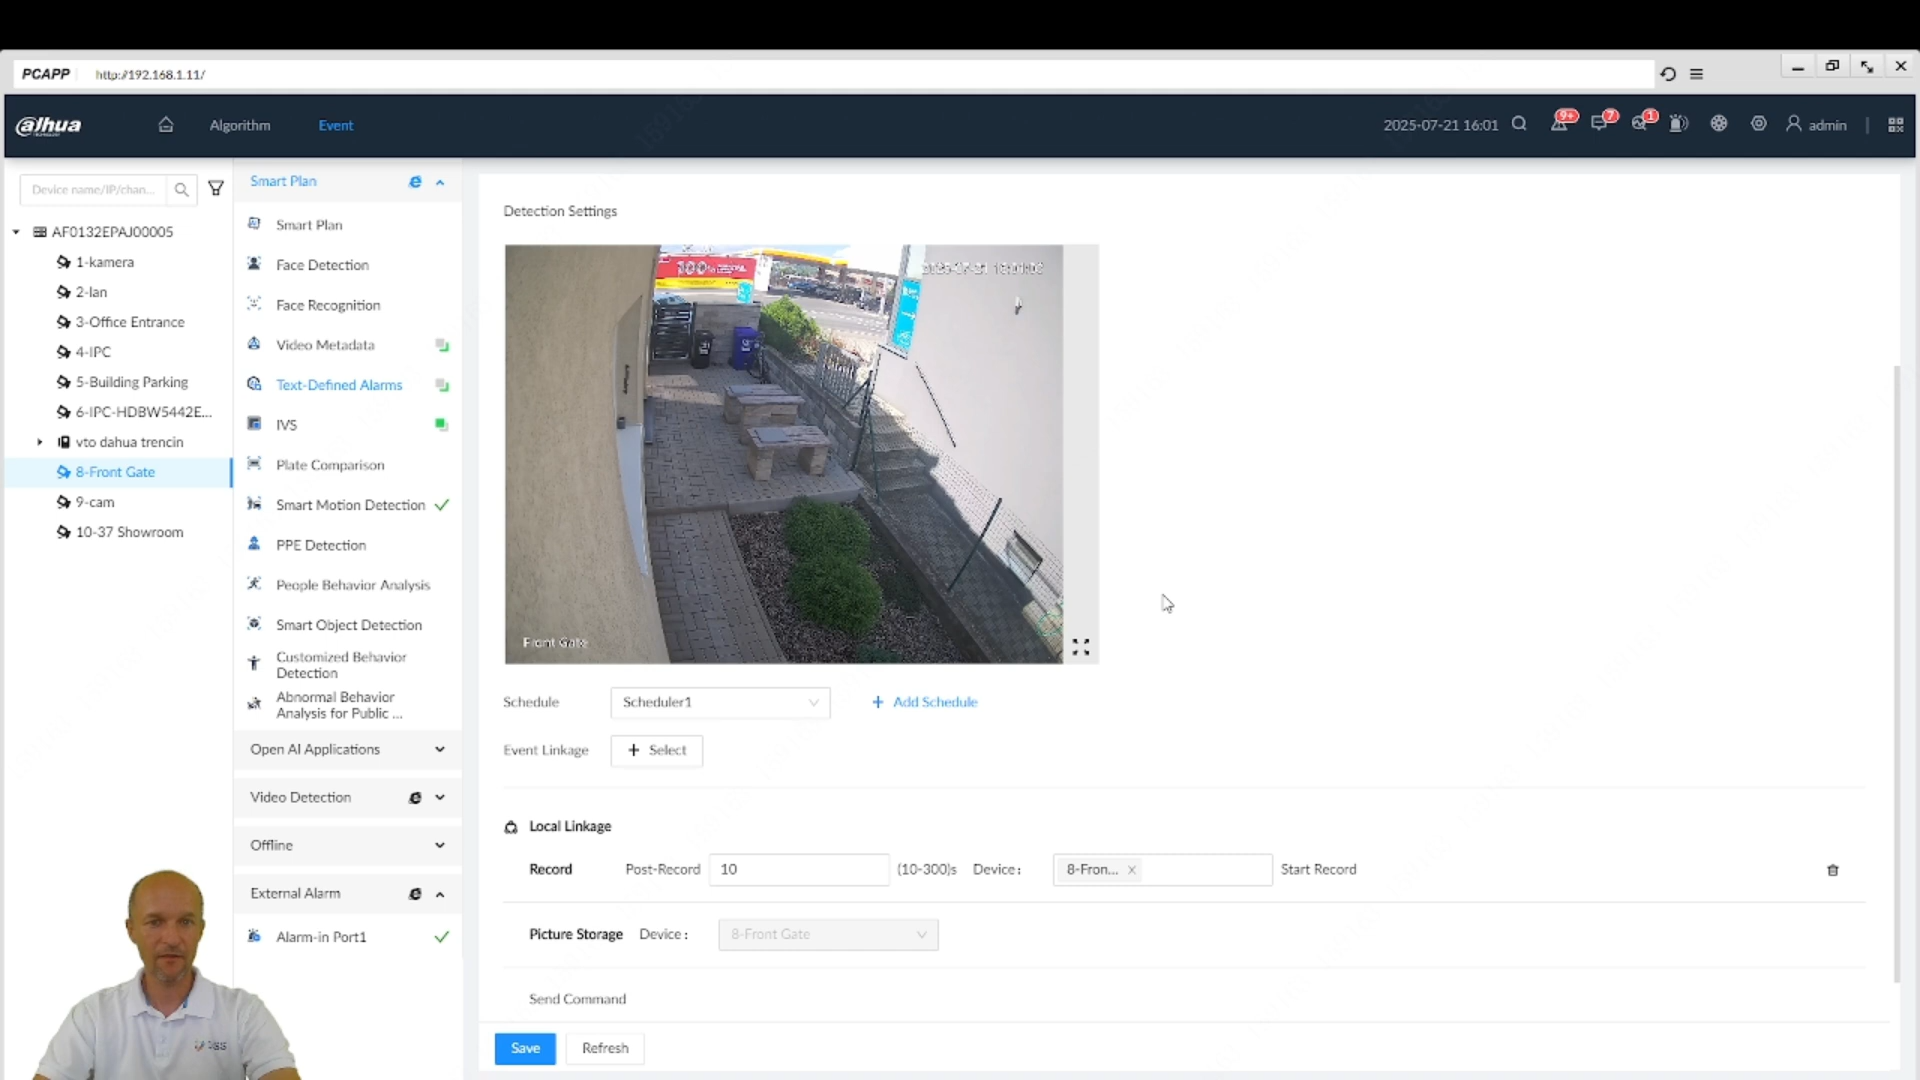 PCAPP http://192.168.1.11/
alhua
Algorithm
Event
2025-07-21 16:01
9+
7
1
admin
Device name/IP/chan...
AF0132EPAJ00005
1-kamera
2-lan
3-Office Entrance
4-IPC
5-Building Parking
6-IPC-HDBW5442E...
vto dahua trencin
8-Front Gate
9-cam
10-37 Showroom
Smart Plan
Smart Plan
Face Detection
Face Recognition
Video Metadata
Text-Defined Alarms
IVS
Plate Comparison
Smart Motion Detection
PPE Detection
People Behavior Analysis
Smart Object Detection
Customized Behavior
Detection
Abnormal Behavior
Analysis for Public ...
Open AI Applications
Video Detection
Offline
External Alarm
Alarm-in Port1
Detection Settings
100%
Front Gate
Schedule Scheduler1 + Add Schedule
Event Linkage + Select
Local Linkage
Record Post-Record 10 (10-300)s Device : 8-Fron... × Start Record
Picture Storage Device : 8-Front Gate
Send Command
Save Refresh